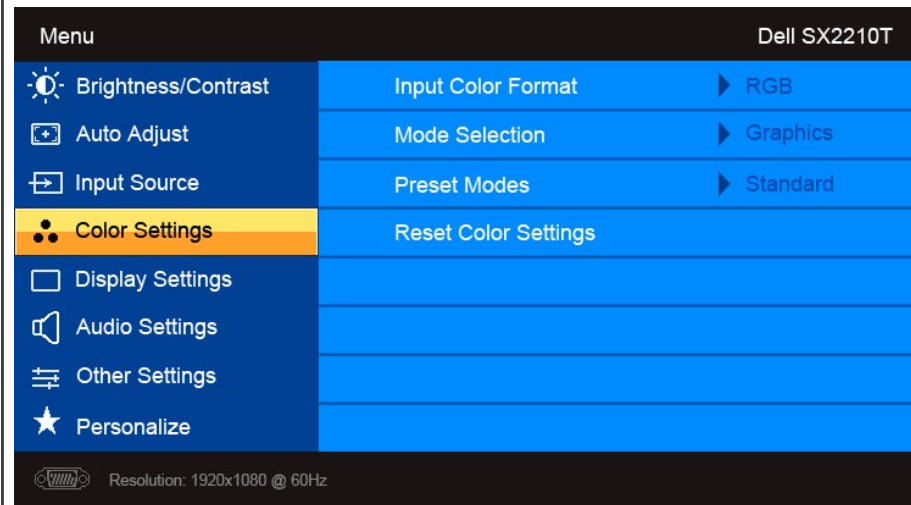 Menu Dell SX2210T
Brightness/Contrast Input Color Format RGB
Auto Adjust Mode Selection Graphics
Input Source Preset Modes Standard
Color Settings Reset Color Settings
Display Settings
Audio Settings
Other Settings
Personalize
Resolution: 1920x1080 @ 60Hz